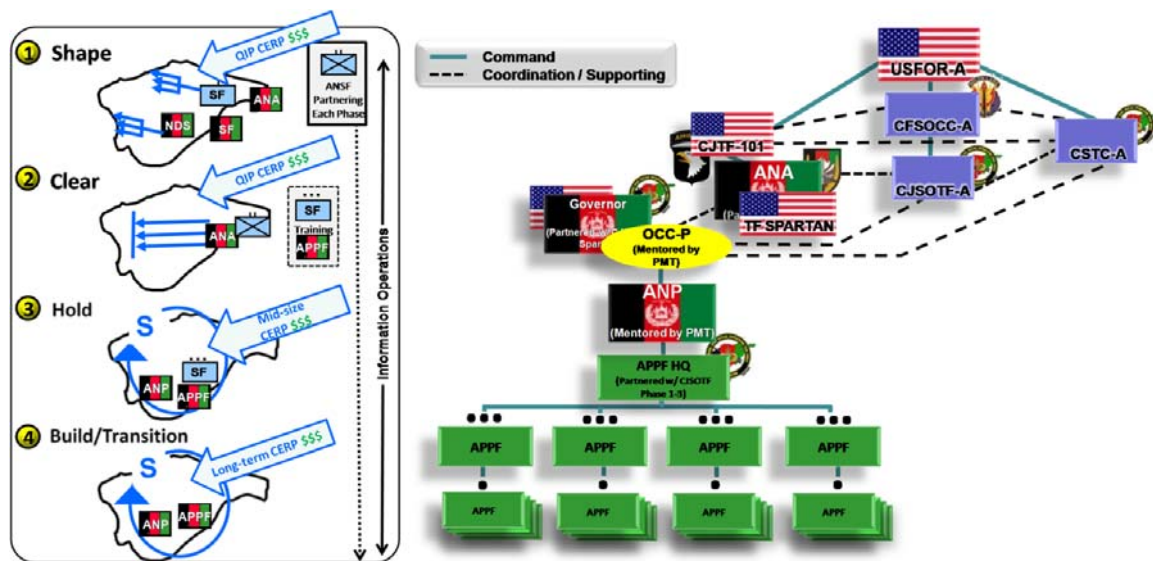 1 Shape
QIP CERP $$$
SF
ANA
NDS
SF
ANSF
Partnering
Each Phase
2 Clear
QIP CERP $$$
ANA
SF
Training
APPF
3 Hold
S
Mid-size
CERP $$$
SF
ANP
APPF
4 Build/Transition
S
Long-term CERP $$$
ANP
APPF
Information Operations
Command
Coordination / Supporting
USFOR-A
CFSOCC-A
CSTC-A
CJTF-101
CJSOTF-A
ANA
TF SPARTAN
Governor
(Partnered w/
Spar
OCC-P
(Mentored by
PMT)
ANP
(Mentored by PMT)
APPF HQ
(Partnered w/ CJSOTF
Phase 1-3)
APPF
APPF
APPF
APPF
APPF
APPF
APPF
APPF